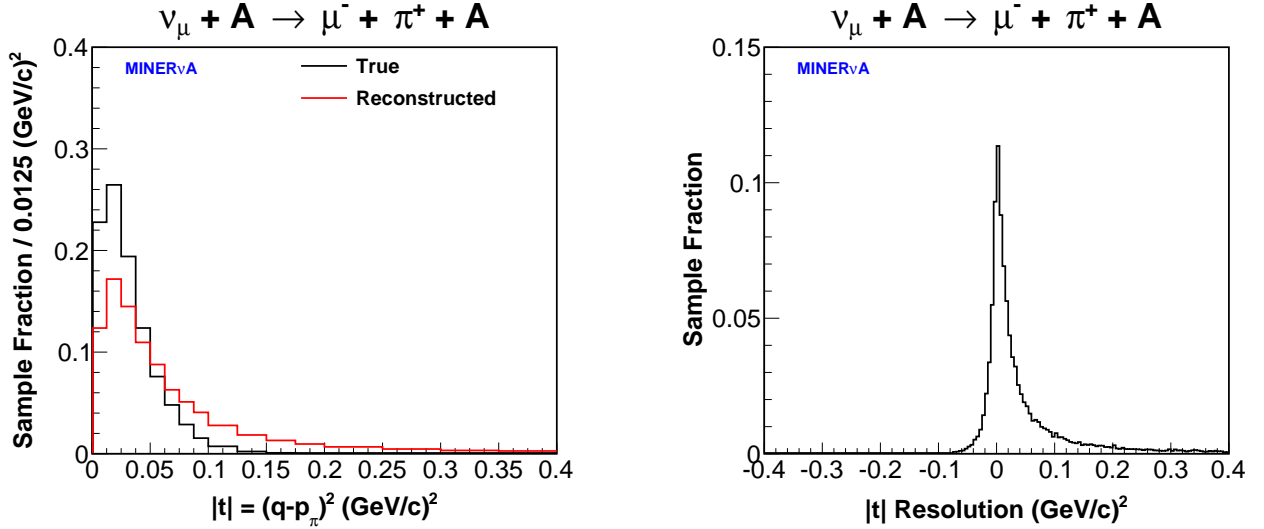 ν_μ + A → μ⁻ + π⁺ + A
MINERνA
True
Reconstructed
Sample Fraction / 0.0125 (GeV/c)²
0.4
0.3
0.2
0.1
0
0 0.05 0.1 0.15 0.2 0.25 0.3 0.35 0.4
|t| = (q-p_π)² (GeV/c)²
ν_μ + A → μ⁻ + π⁺ + A
MINERνA
Sample Fraction
0.15
0.1
0.05
0
-0.4 -0.3 -0.2 -0.1 0 0.1 0.2 0.3 0.4
|t| Resolution (GeV/c)²